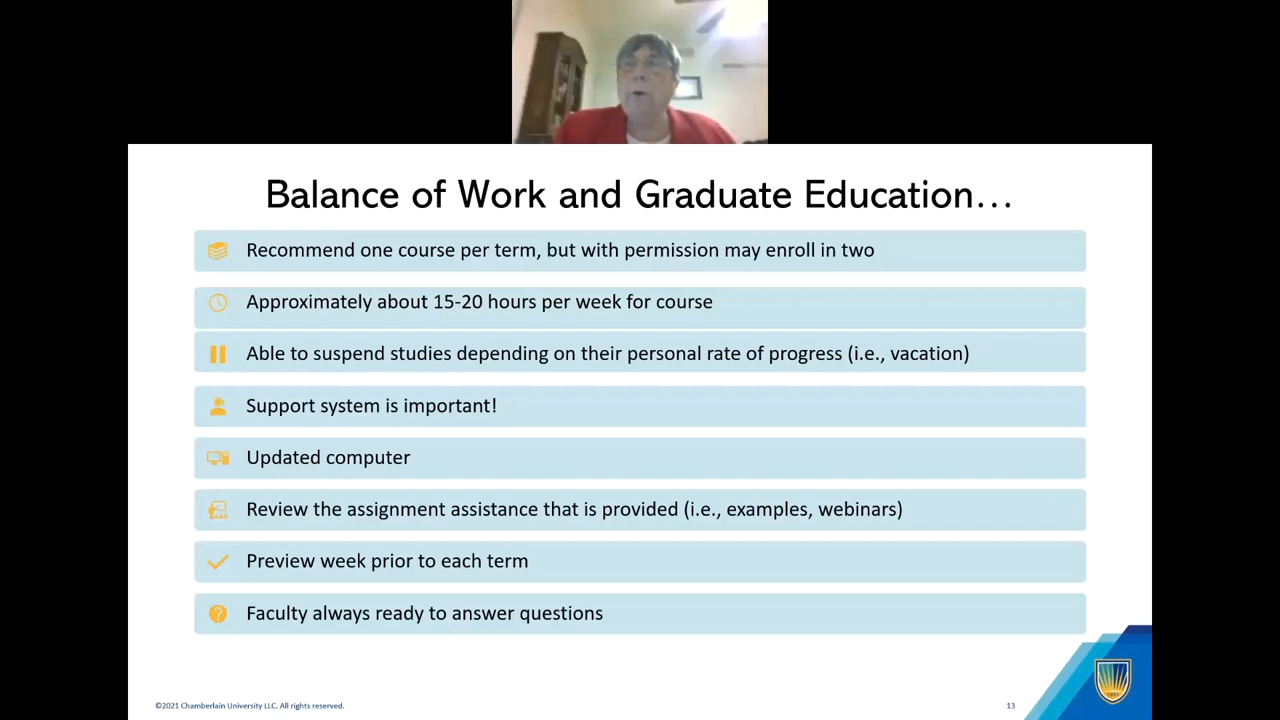 Balance of Work and Graduate Education...
Recommend one course per term, but with permission may enroll in two
Approximately about 15-20 hours per week for course
Able to suspend studies depending on their personal rate of progress (i.e., vacation)
Support system is important!
Updated computer
Review the assignment assistance that is provided (i.e., examples, webinars)
Preview week prior to each term
Faculty always ready to answer questions
©2021 Chamberlain University LLC. All rights reserved.
13